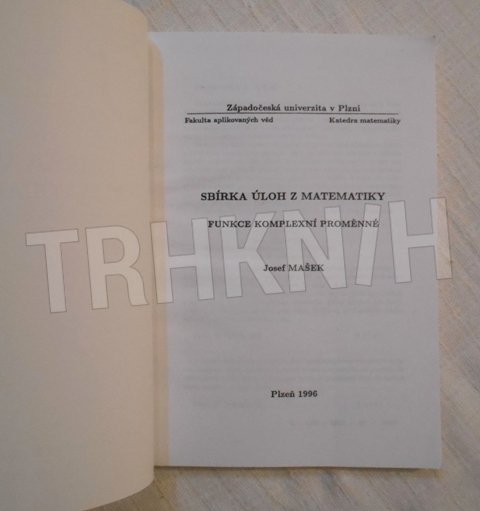 Západočeská univerzita v Plzni
Fakulta aplikovaných věd Katedra matematiky
SBÍRKA ÚLOH Z MATEMATIKY
FUNKCE KOMPLEXNÍ PROMĚNNÉ
TRHKNIH
Josef MAŠEK
Plzeň 1996